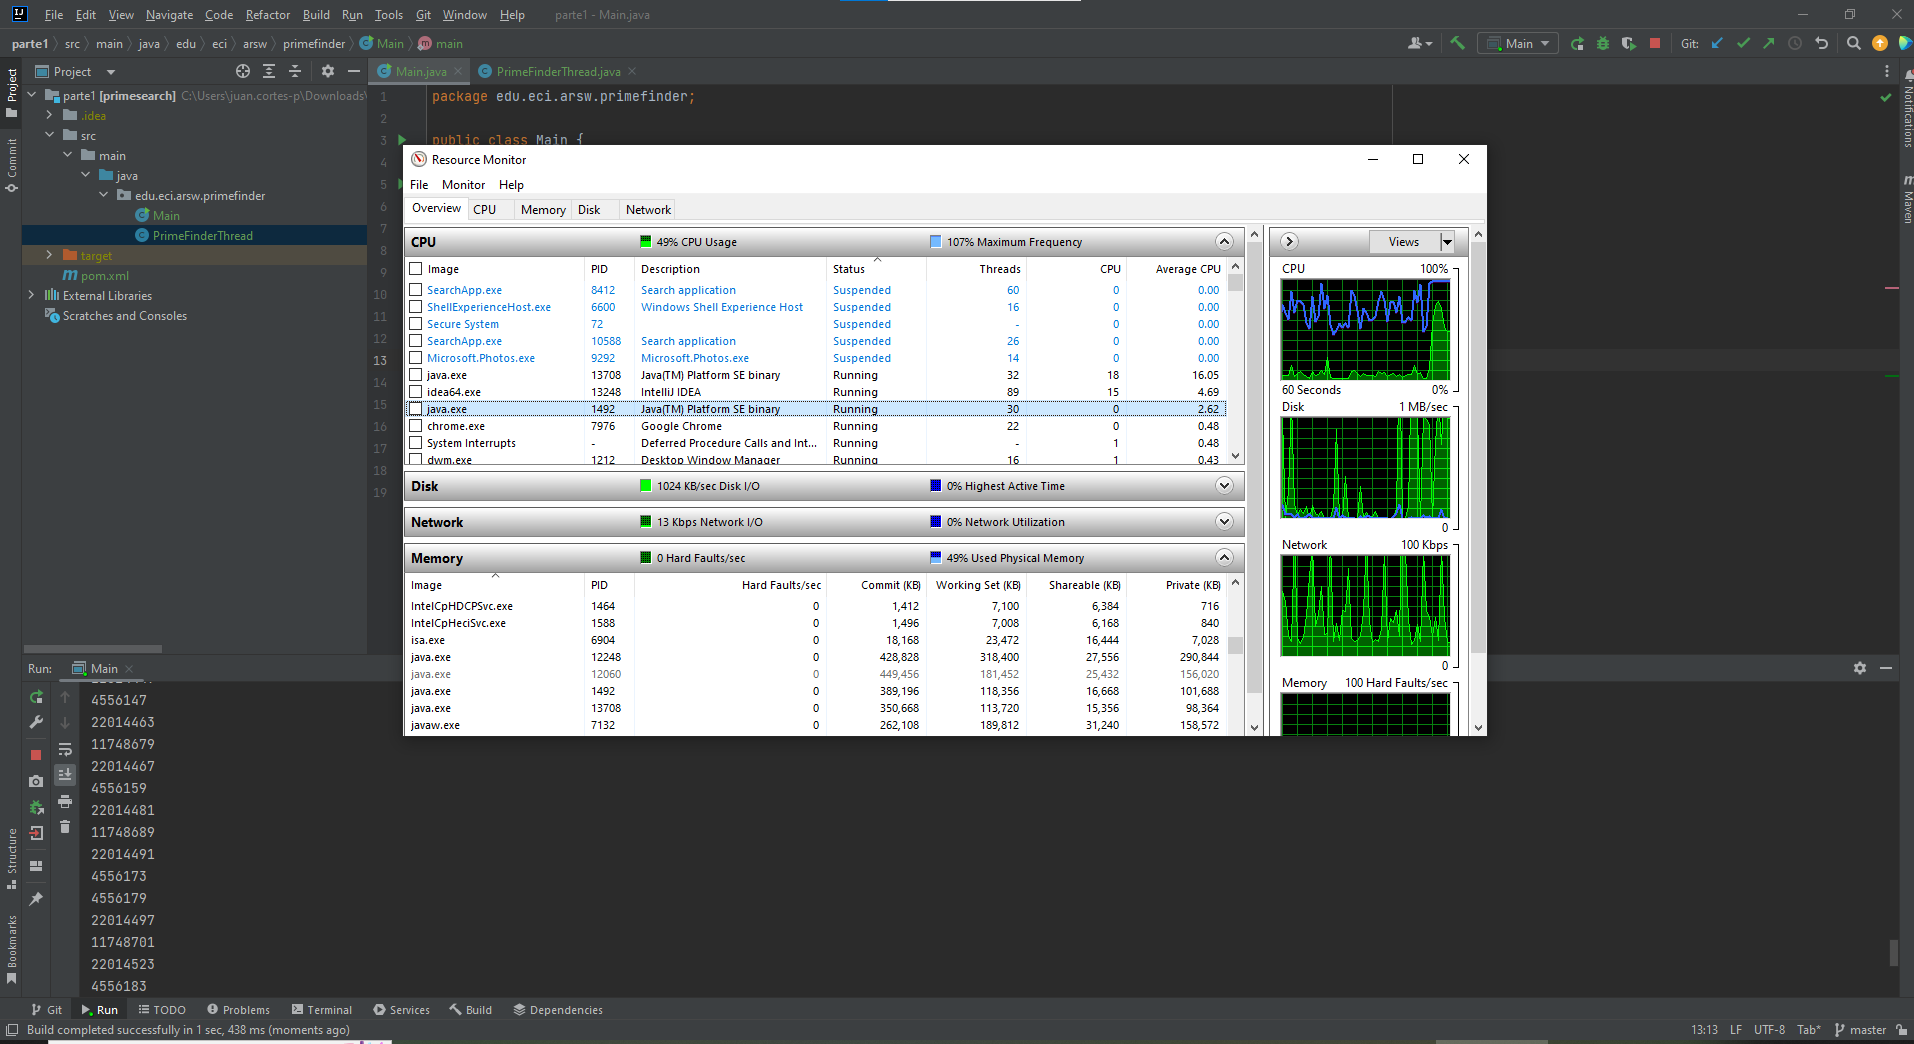 File Edit View Navigate Code Refactor Build Run Tools Git Window Help parte1 - Main.java
parte1 src main java edu eci arsw primefinder Main main
Main Git:
Project
Main.java PrimeFinderThread.java
Project
Commit
Structure
Bookmarks
Notifications
Maven
parte1 [primesearch] C:\Users\juan.cortes-p\Downloads\
.idea
src
main
java
edu.eci.arsw.primefinder
Main
PrimeFinderThread
target
pom.xml
External Libraries
Scratches and Consoles
1 package edu.eci.arsw.primefinder;
2
3 public class Main {
4
5
6
7
8
9
10
11
12
13
14
15
16
17
18
19
Resource Monitor
File Monitor Help
Overview CPU Memory Disk Network
CPU 49% CPU Usage 107% Maximum Frequency
Image PID Description Status Threads CPU Average CPU
SearchApp.exe 8412 Search application Suspended 60 0 0.00
ShellExperienceHost.exe 6600 Windows Shell Experience Host Suspended 16 0 0.00
Secure System 72 Suspended - 0 0.00
SearchApp.exe 10588 Search application Suspended 26 0 0.00
Microsoft.Photos.exe 9292 Microsoft.Photos.exe Suspended 14 0 0.00
java.exe 13708 Java(TM) Platform SE binary Running 32 18 16.05
idea64.exe 13248 IntelliJ IDEA Running 89 15 4.69
java.exe 1492 Java(TM) Platform SE binary Running 30 0 2.62
chrome.exe 7976 Google Chrome Running 22 0 0.48
System Interrupts - Deferred Procedure Calls and Int... Running - 1 0.48
dwm.exe 1212 Desktop Window Manager Running 16 1 0.43
Disk 1024 KB/sec Disk I/O 0% Highest Active Time
Network 13 Kbps Network I/O 0% Network Utilization
Memory 0 Hard Faults/sec 49% Used Physical Memory
Image PID Hard Faults/sec Commit (KB) Working Set (KB) Shareable (KB) Private (KB)
IntelCpHDCPSvc.exe 1464 0 1,412 7,100 6,384 716
IntelCpHeciSvc.exe 1588 0 1,496 7,008 6,168 840
isa.exe 6904 0 18,168 23,472 16,444 7,028
java.exe 12248 0 428,828 318,400 27,556 290,844
java.exe 12060 0 449,456 181,452 25,432 156,020
java.exe 1492 0 389,196 118,356 16,668 101,688
java.exe 13708 0 350,668 113,720 15,356 98,364
javaw.exe 7132 0 262,108 189,812 31,240 158,572
Views
CPU 100%
60 Seconds 0%
Disk 1 MB/sec
0
Network 100 Kbps
0
Memory 100 Hard Faults/sec
Run: Main
4556147
22014463
11748679
22014467
4556159
22014481
11748689
22014491
4556173
4556179
22014497
11748701
22014523
4556183
Git Run TODO Problems Terminal Services Build Dependencies
Build completed successfully in 1 sec, 438 ms (moments ago) 13:13 LF UTF-8 Tab* master